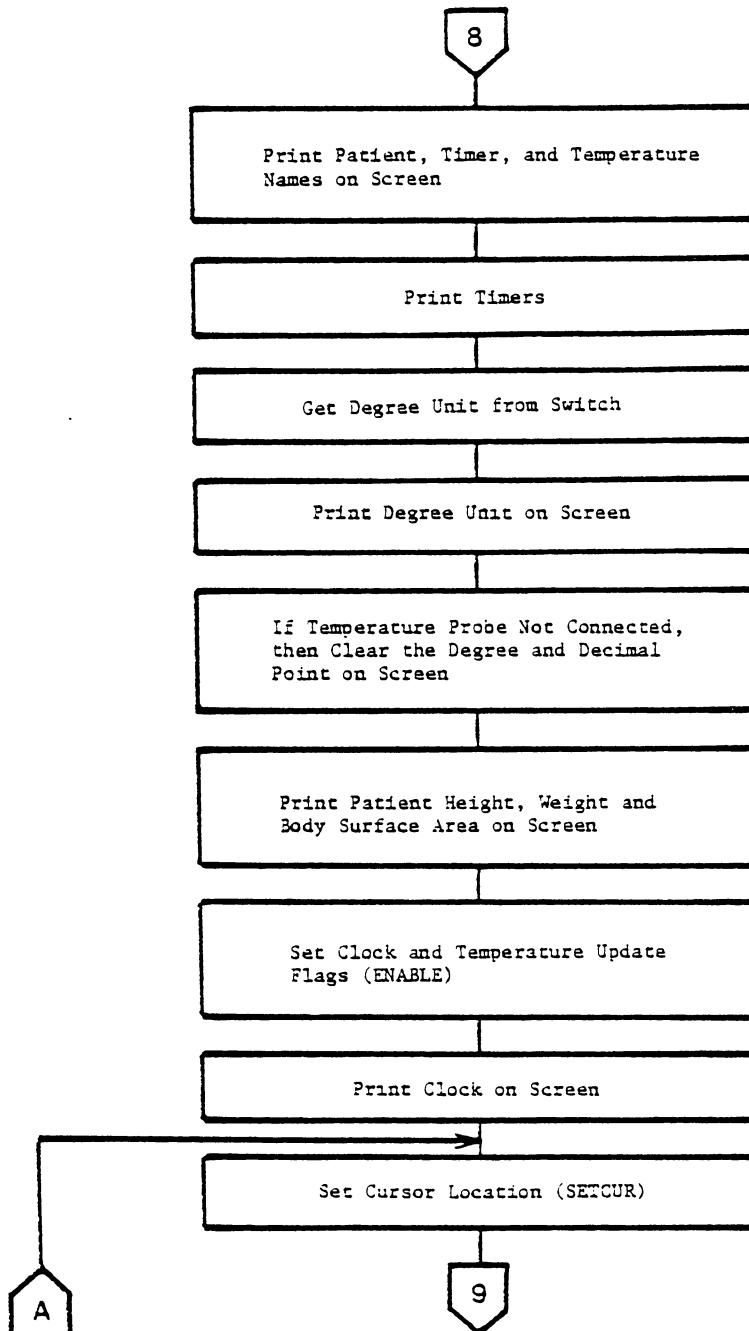 8
Print Patient, Timer, and Temperature
Names on Screen
Print Timers
Get Degree Unit from Switch
Print Degree Unit on Screen
If Temperature Probe Not Connected,
then Clear the Degree and Decimal
Point on Screen
Print Patient Height, Weight and
Body Surface Area on Screen
Set Clock and Temperature Update
Flags (ENABLE)
Print Clock on Screen
Set Cursor Location (SETCUR)
A
9